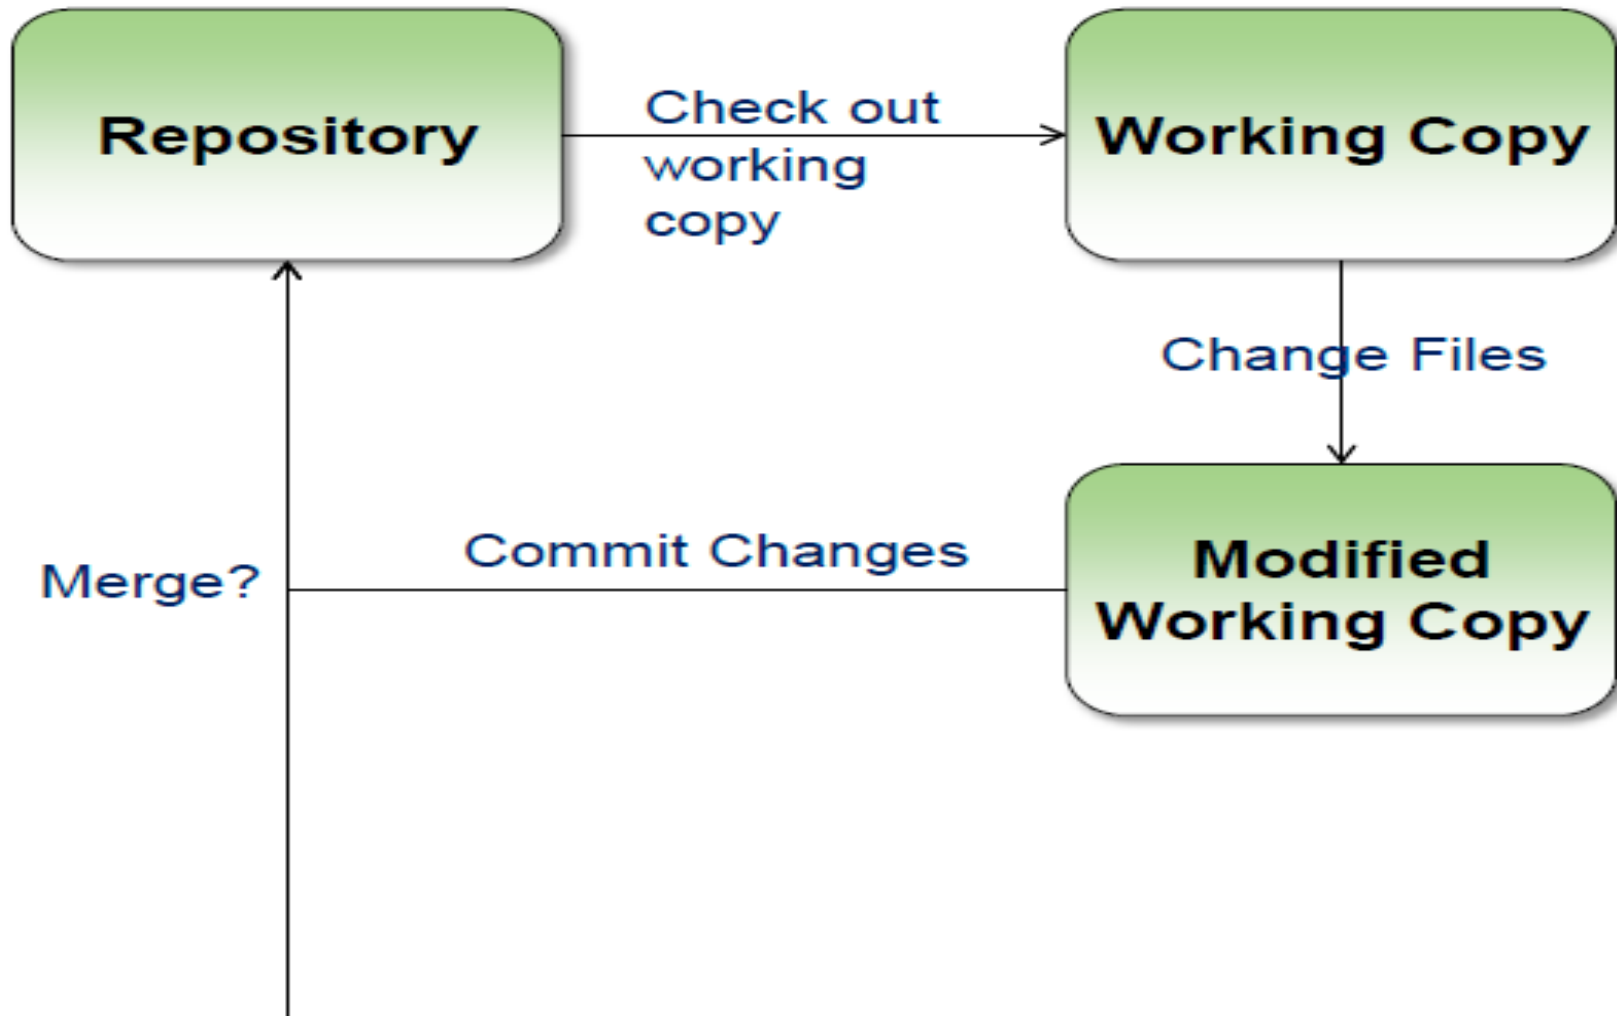 Repository
Check out
working
copy
Working Copy
Change Files
Merge?
Commit Changes
Modified
Working Copy